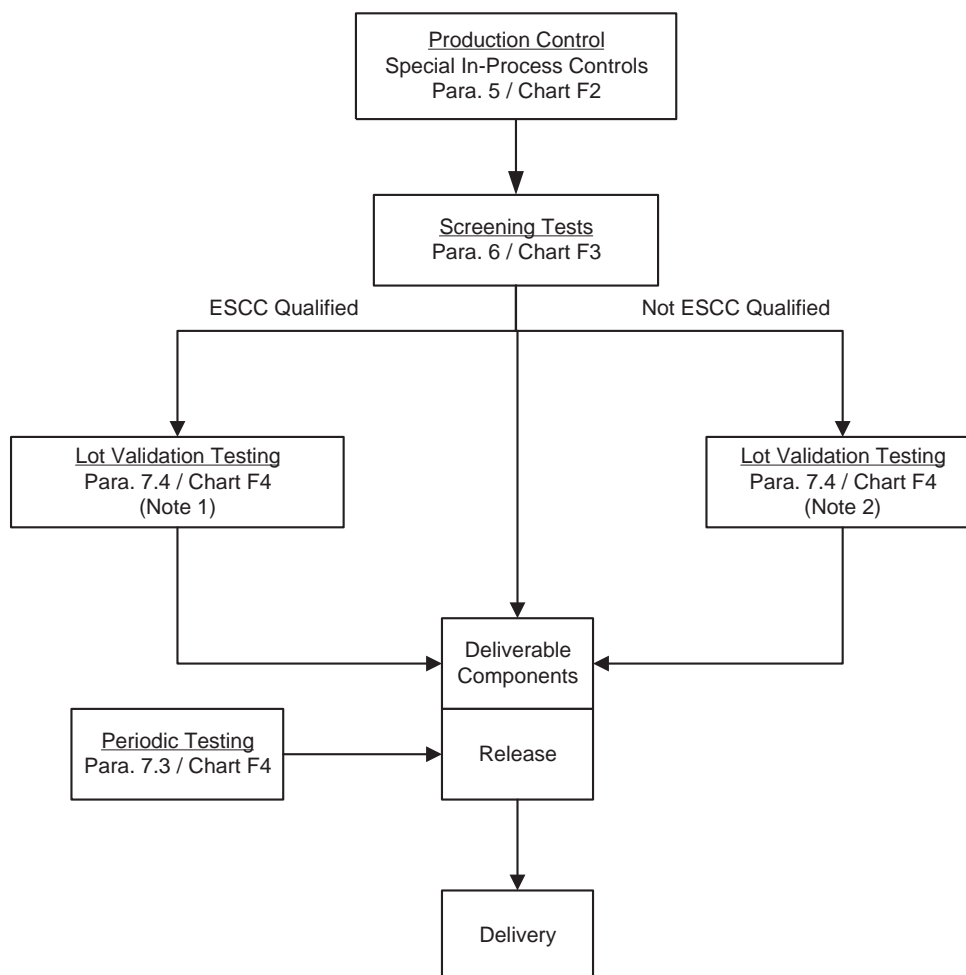 Production Control
Special In-Process Controls
Para. 5 / Chart F2
Screening Tests
Para. 6 / Chart F3
ESCC Qualified
Not ESCC Qualified
Lot Validation Testing
Para. 7.4 / Chart F4
(Note 1)
Lot Validation Testing
Para. 7.4 / Chart F4
(Note 2)
Deliverable
Components
Periodic Testing
Para. 7.3 / Chart F4
Release
Delivery